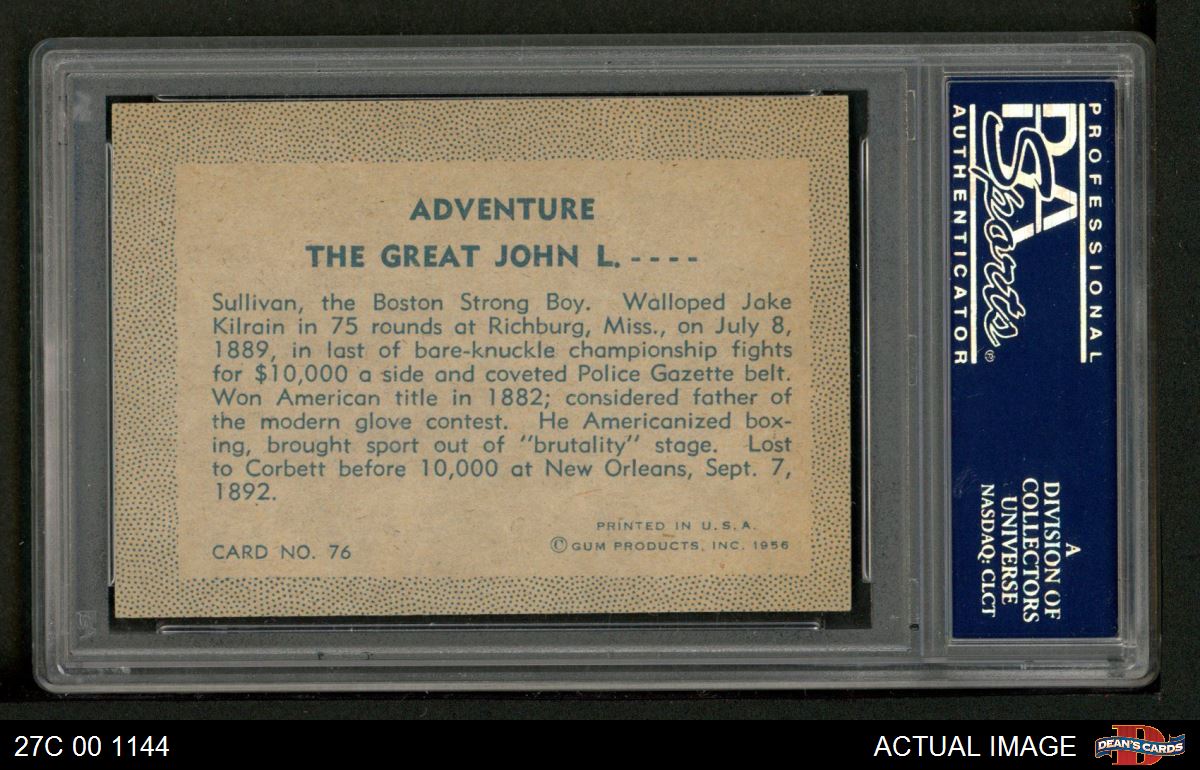 ADVENTURE
THE GREAT JOHN L. - - - -
Sullivan, the Boston Strong Boy. Walloped Jake
Kilrain in 75 rounds at Richburg, Miss., on July 8,
1889, in last of bare-knuckle championship fights
for $10,000 a side and coveted Police Gazette belt.
Won American title in 1882; considered father of
the modern glove contest. He Americanized box-
ing, brought sport out of "brutality" stage. Lost
to Corbett before 10,000 at New Orleans, Sept. 7,
1892.
PRINTED IN U.S.A.
CARD NO. 76
© GUM PRODUCTS, INC. 1956
PROFESSIONAL
PSA
Sports®
AUTHENTICATOR
A
DIVISION OF
COLLECTORS
UNIVERSE
NASDAQ: CLCT
27C 00 1144
ACTUAL IMAGE
D
DEAN'S CARDS